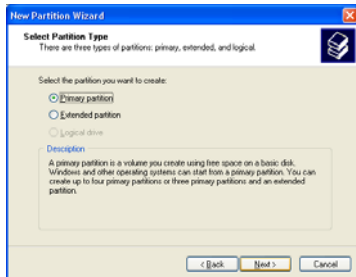 New Partition Wizard
Select Partition Type
There are three types of partitions: primary, extended, and logical.
Select the partition you want to create:
Primary partition
Extended partition
Logical drive
Description
A primary partition is a volume you create using free space on a basic disk.
Windows and other operating systems can start from a primary partition. You can
create up to four primary partitions or three primary partitions and an extended
partition.
< Back
Next >
Cancel